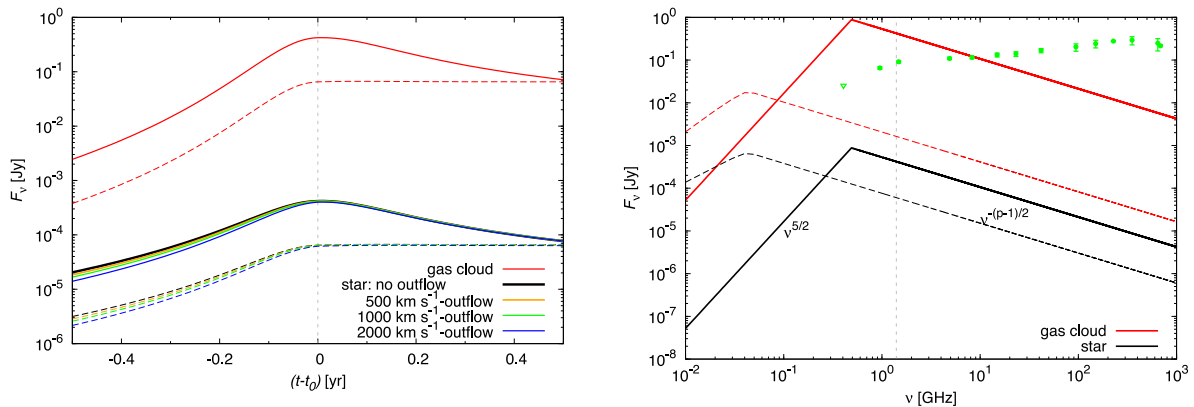 10^0
10^-1
10^-2
10^-3
10^-4
10^-5
10^-6
F_ν [Jy]
gas cloud
star: no outflow
500 km s^-1-outflow
1000 km s^-1-outflow
2000 km s^-1-outflow
-0.4 -0.2 0 0.2 0.4
(t-t_0) [yr]
10^0
10^-1
10^-2
10^-3
10^-4
10^-5
10^-6
10^-7
10^-8
F_ν [Jy]
ν^5/2
ν^-(p-1)/2
gas cloud
star
10^-2 10^-1 10^0 10^1 10^2 10^3
ν [GHz]